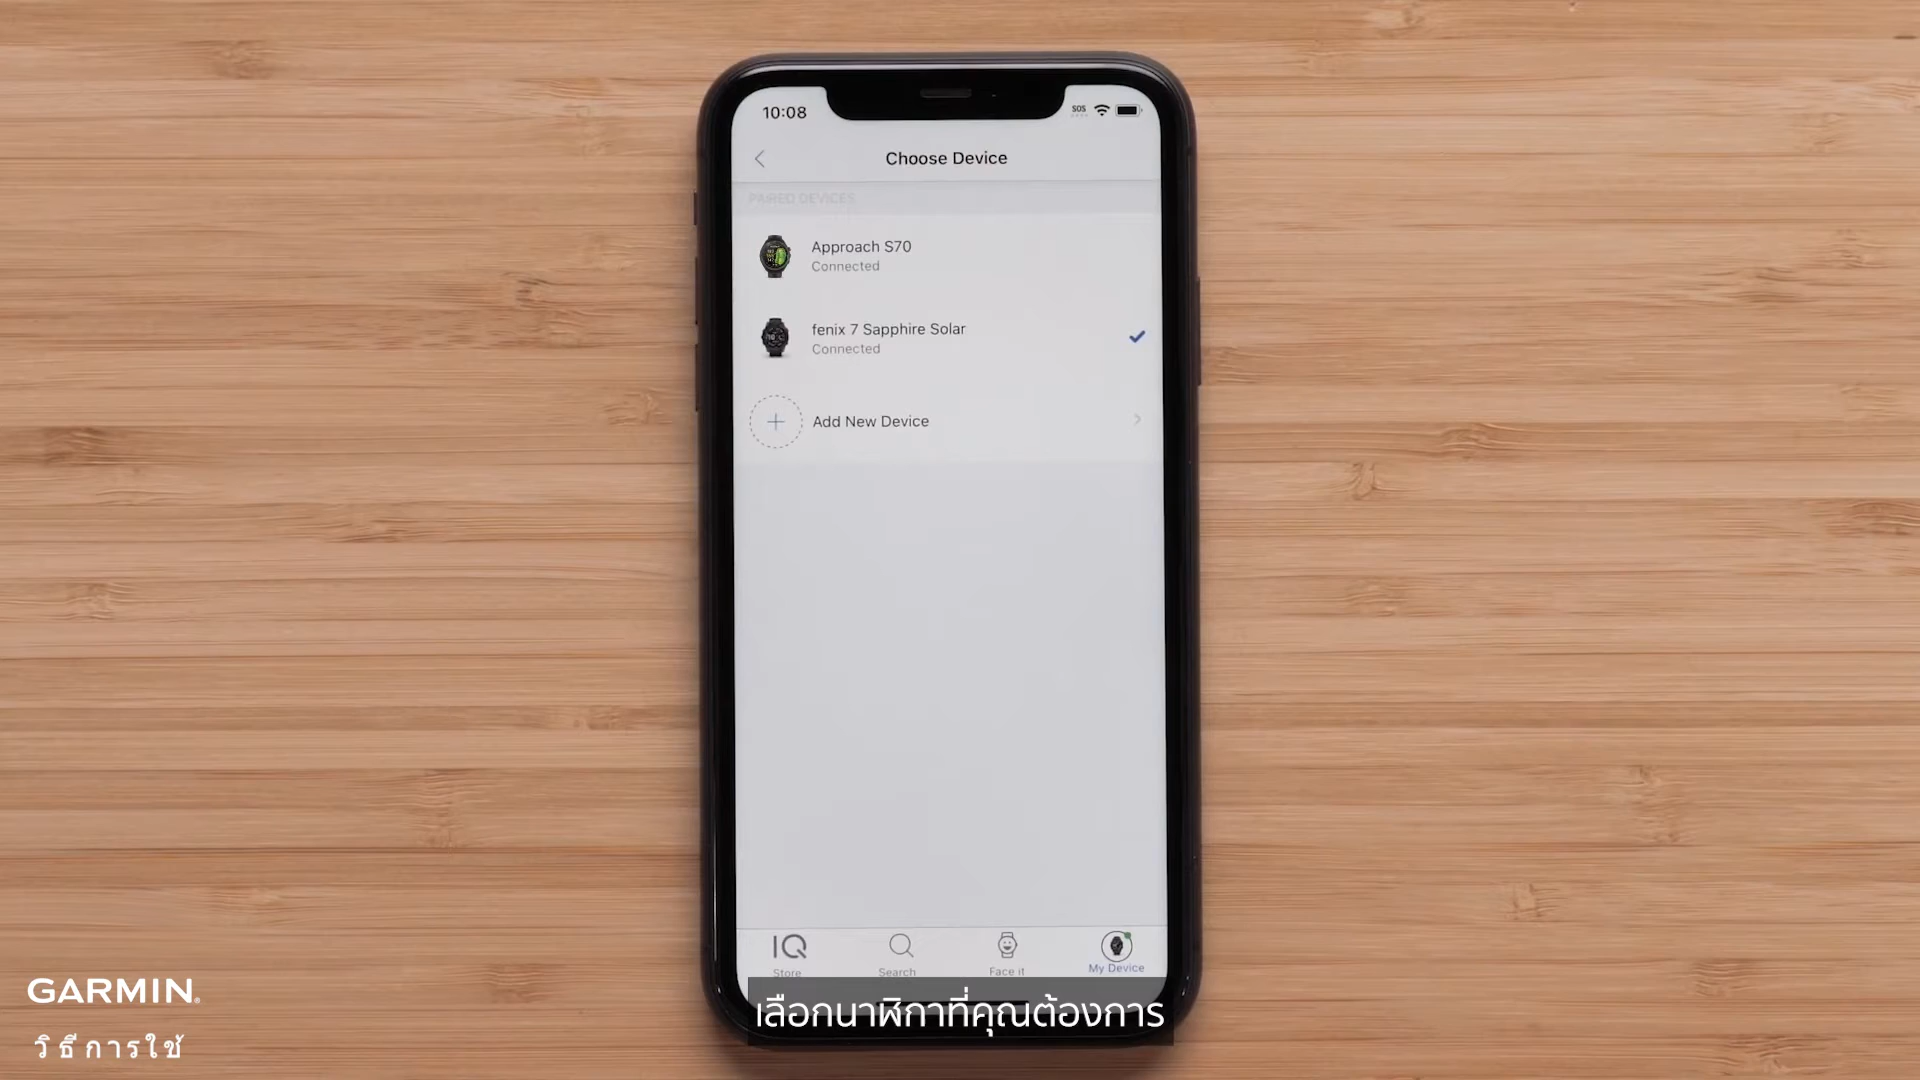 10:08
SOS
Choose Device
PAIRED DEVICES
Approach S70
Connected
fenix 7 Sapphire Solar
Connected
Add New Device
IQ
Store
Search
Face it
My Device
เลือกนาฬิกาที่คุณต้องการ
GARMIN
วิธีการใช้